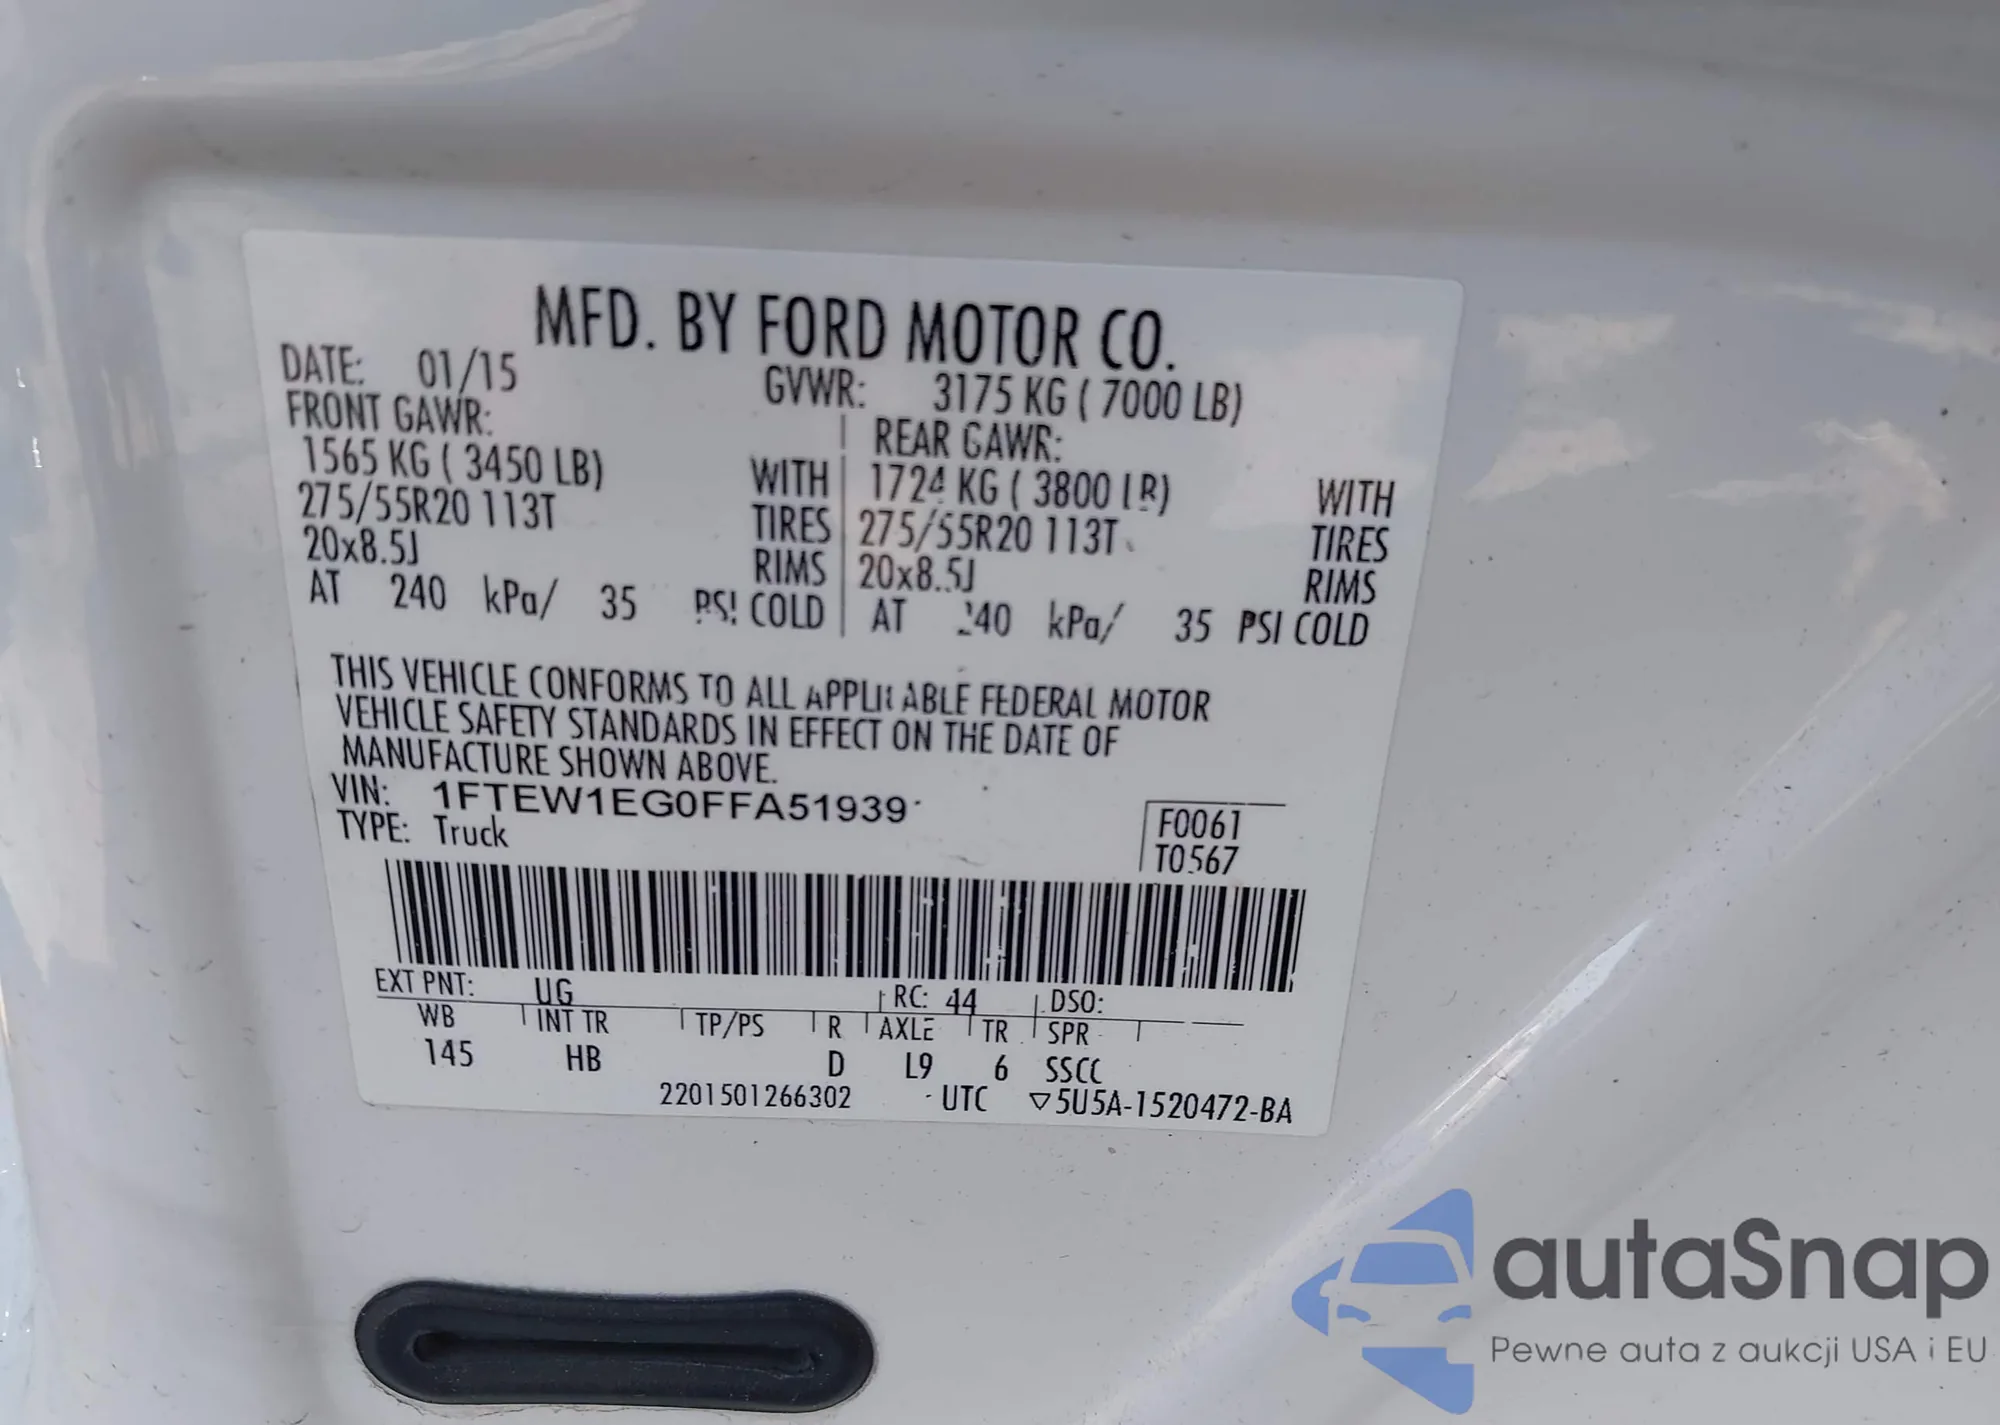 MFD. BY FORD MOTOR CO.
DATE: 01/15 GVWR: 3175 KG ( 7000 LB)
FRONT GAWR: REAR GAWR:
1565 KG ( 3450 LB) WITH 1724 KG ( 3800 LB) WITH
275/55R20 113T TIRES 275/55R20 113T TIRES
20x8.5J RIMS 20x8.5J RIMS
AT 240 kPa/ 35 PSI COLD AT 240 kPa/ 35 PSI COLD
THIS VEHICLE CONFORMS TO ALL APPLICABLE FEDERAL MOTOR
VEHICLE SAFETY STANDARDS IN EFFECT ON THE DATE OF
MANUFACTURE SHOWN ABOVE.
VIN: 1FTEW1EG0FFA51939
TYPE: Truck
F0061
T0567
EXT PNT: UG RC: 44 DSO:
WB INT TR TP/PS R AXLE TR SPR
145 HB D L9 6 SSCC
2201501266302 UTC ▽5U5A-1520472-BA
autaSnap
Pewne auta z aukcji USA i EU